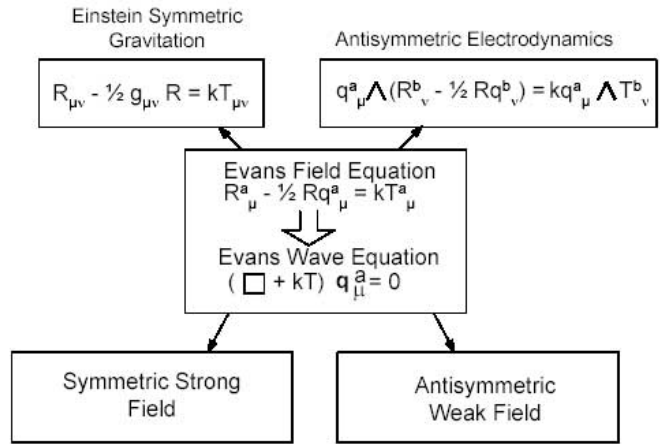 Einstein Symmetric
Gravitation
R_μν - ½ g_μν R = kT_μν
Antisymmetric Electrodynamics
q^a_μ ∧ (R^b_ν - ½ Rq^b_ν) = kq^a_μ ∧ T^b_ν
Evans Field Equation
R^a_μ - ½ Rq^a_μ = kT^a_μ
Evans Wave Equation
( □ + kT) q^a_μ = 0
Symmetric Strong
Field
Antisymmetric
Weak Field